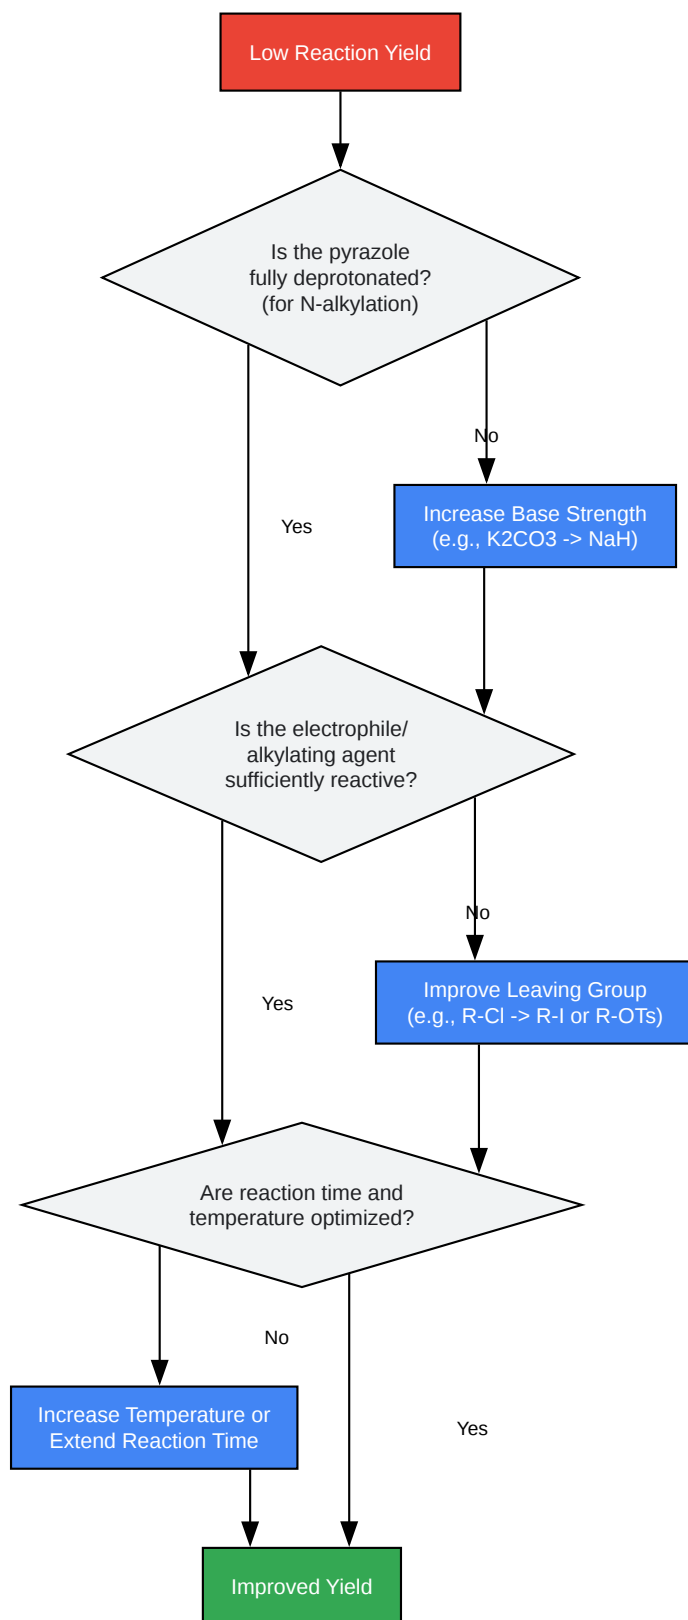 Low Reaction Yield
Is the pyrazole
fully deprotonated?
(for N-alkylation)
No
Increase Base Strength
(e.g., K2CO3 -> NaH)
Yes
Is the electrophile/
alkylating agent
sufficiently reactive?
No
Improve Leaving Group
(e.g., R-Cl -> R-I or R-OTs)
Yes
Are reaction time and
temperature optimized?
No
Increase Temperature or
Extend Reaction Time
Yes
Improved Yield